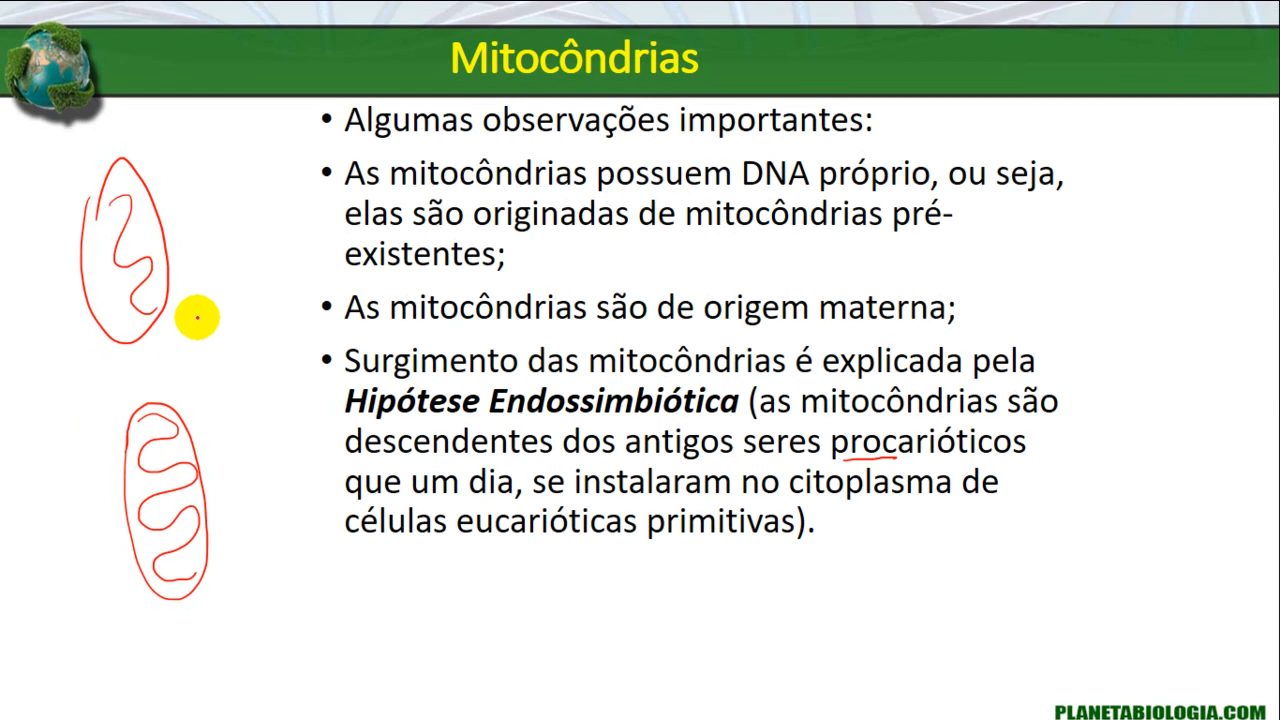 Mitocôndrias
• Algumas observações importantes:
• As mitocôndrias possuem DNA próprio, ou seja,
elas são originadas de mitocôndrias pré-
existentes;
• As mitocôndrias são de origem materna;
• Surgimento das mitocôndrias é explicada pela
Hipótese Endossimbiótica (as mitocôndrias são
descendentes dos antigos seres procarióticos
que um dia, se instalaram no citoplasma de
células eucarióticas primitivas).
PLANETABIOLOGIA.COM